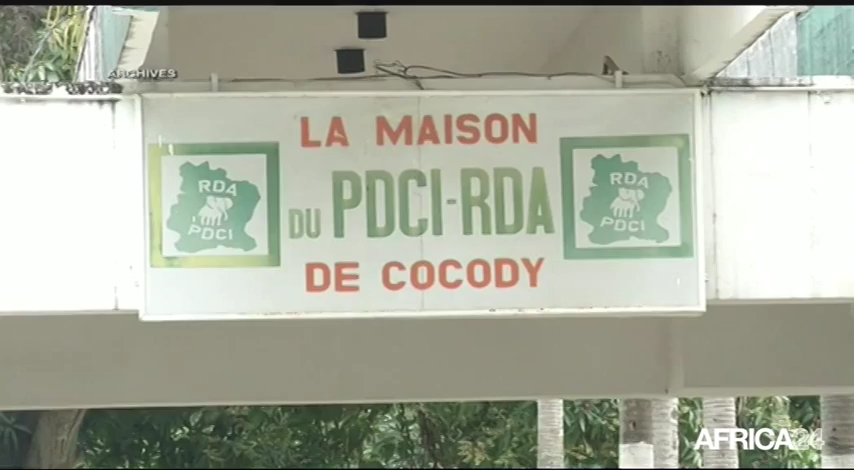 ARCHIVES
LA MAISON
DU PDCI-RDA
DE COCODY
RDA
PDCI
RDA
PDCI
AFRICA24